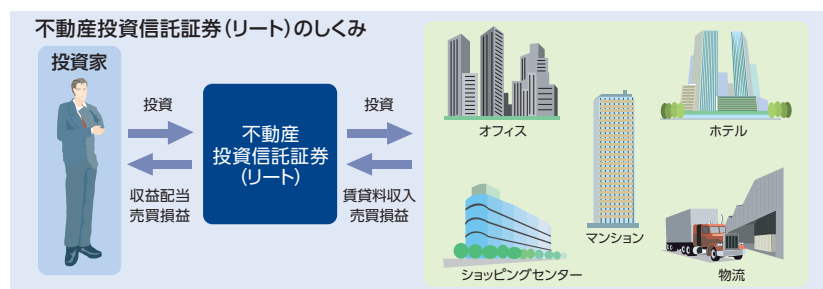 不動産投資信託証券(リート)のしくみ
投資家
投資
収益配当
売買損益
不動産
投資信託証券
(リート)
投資
賃貸料収入
売買損益
オフィス
ホテル
マンション
ショッピングセンター
物流